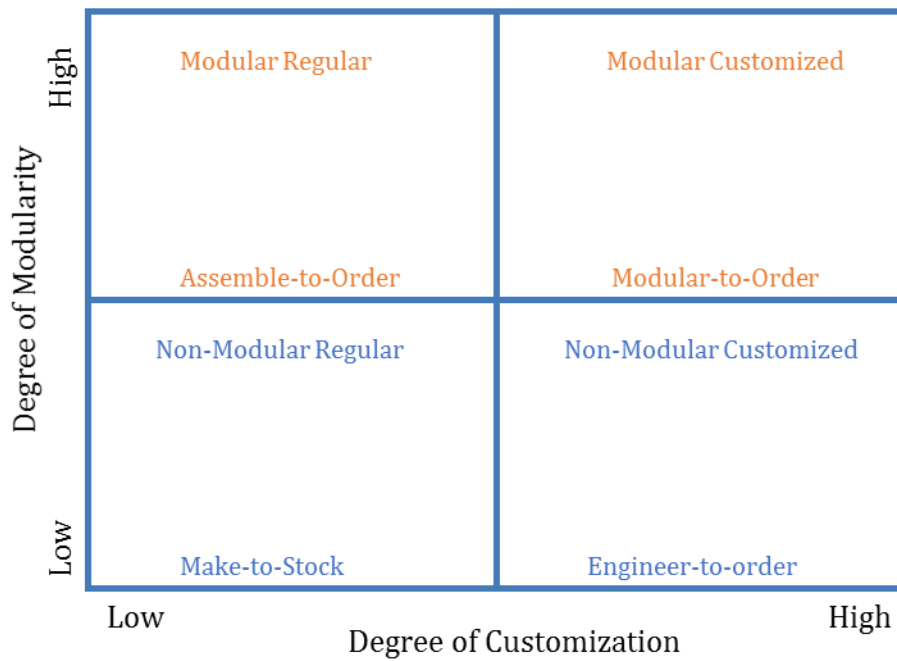 High
Modular Regular
Modular Customized
Degree of Modularity
Assemble-to-Order
Modular-to-Order
Non-Modular Regular
Non-Modular Customized
Low
Make-to-Stock
Engineer-to-order
Low
High
Degree of Customization